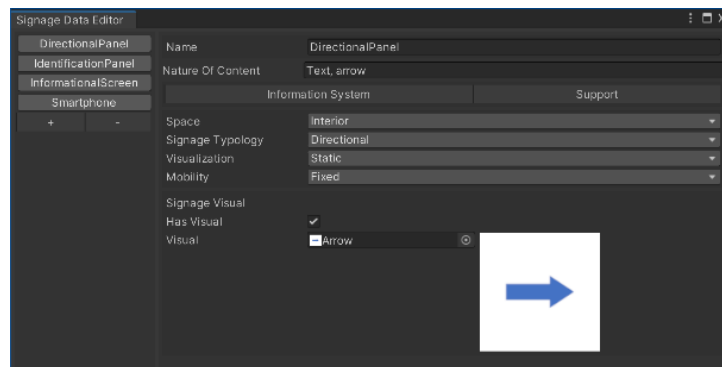 Signage Data Editor
DirectionalPanel
IdentificationPanel
InformationalScreen
Smartphone
+ -
Name DirectionalPanel
Nature Of Content Text, arrow
Information System Support
Space Interior
Signage Typology Directional
Visualization Static
Mobility Fixed
Signage Visual
Has Visual
Visual Arrow